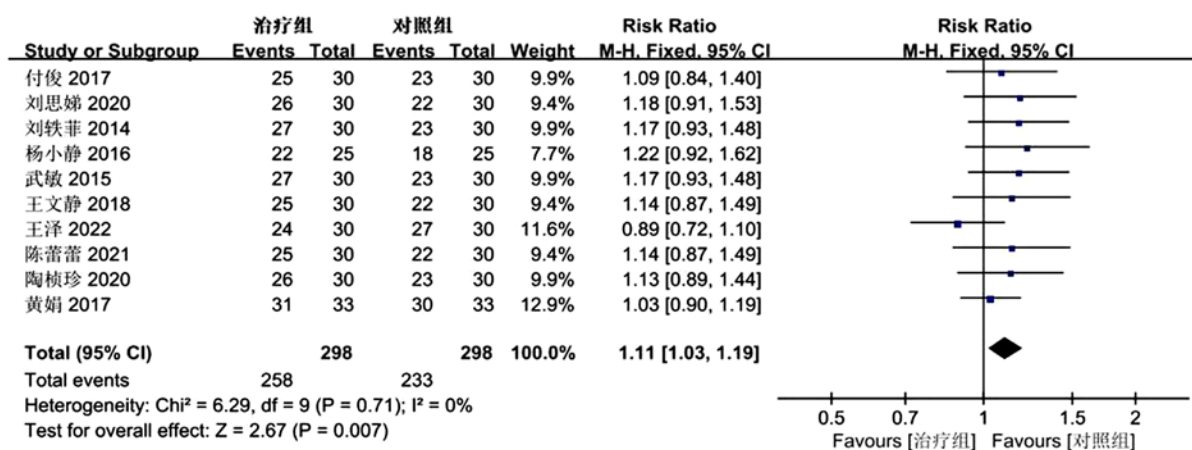 治疗组 对照组 Risk Ratio Risk Ratio
Study or Subgroup Events Total Events Total Weight M-H, Fixed, 95% CI M-H, Fixed, 95% CI
付俊 2017 25 30 23 30 9.9% 1.09 [0.84, 1.40]
刘思娣 2020 26 30 22 30 9.4% 1.18 [0.91, 1.53]
刘轶菲 2014 27 30 23 30 9.9% 1.17 [0.93, 1.48]
杨小静 2016 22 25 18 25 7.7% 1.22 [0.92, 1.62]
武敏 2015 27 30 23 30 9.9% 1.17 [0.93, 1.48]
王文静 2018 25 30 22 30 9.4% 1.14 [0.87, 1.49]
王泽 2022 24 30 27 30 11.6% 0.89 [0.72, 1.10]
陈蕾蕾 2021 25 30 22 30 9.4% 1.14 [0.87, 1.49]
陶桢珍 2020 26 30 23 30 9.9% 1.13 [0.89, 1.44]
黄娟 2017 31 33 30 33 12.9% 1.03 [0.90, 1.19]
Total (95% CI) 298 298 100.0% 1.11 [1.03, 1.19]
Total events 258 233
Heterogeneity: Chi² = 6.29, df = 9 (P = 0.71); I² = 0%
Test for overall effect: Z = 2.67 (P = 0.007)
0.5 0.7 1 1.5 2
Favours [治疗组] Favours [对照组]